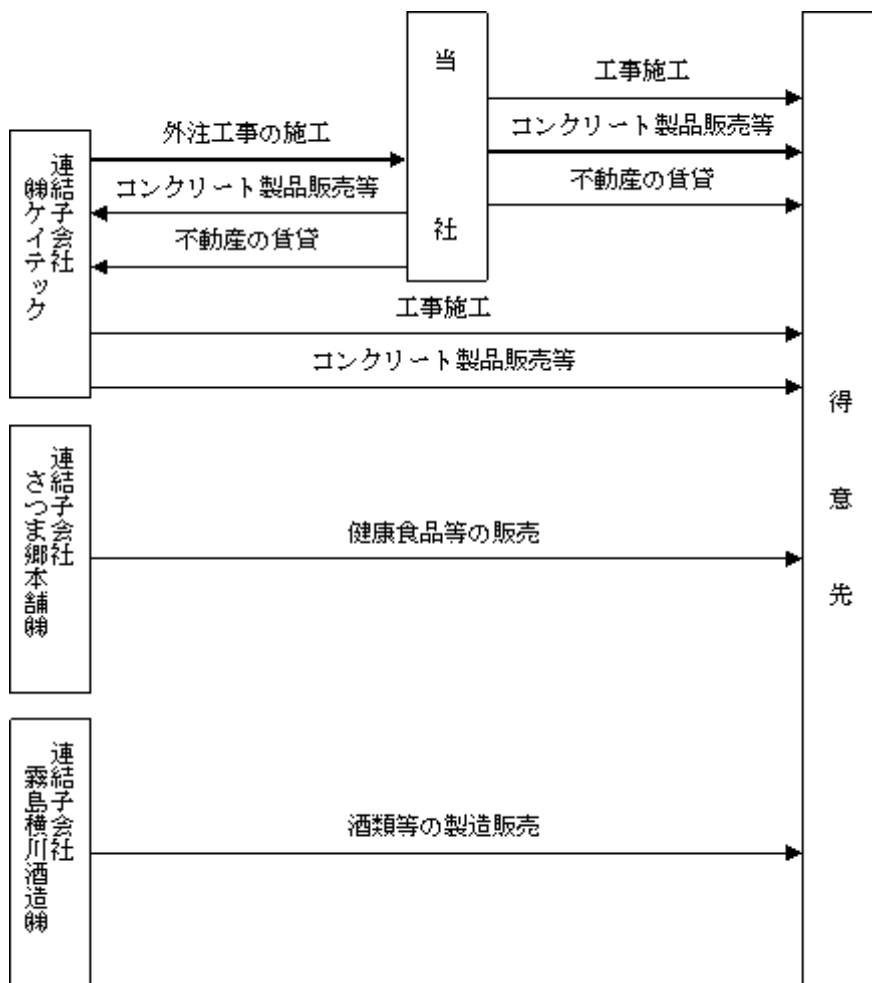 当社
工事施工
コンクリート製品販売等
不動産の賃貸
外注工事の施工
コンクリート製品販売等
不動産の賃貸
連結子会社
㈱ケイテック
工事施工
コンクリート製品販売等
得意先
連結子会社
さつま郷本舗㈱
健康食品等の販売
連結子会社
霧島横川酒造㈱
酒類等の製造販売